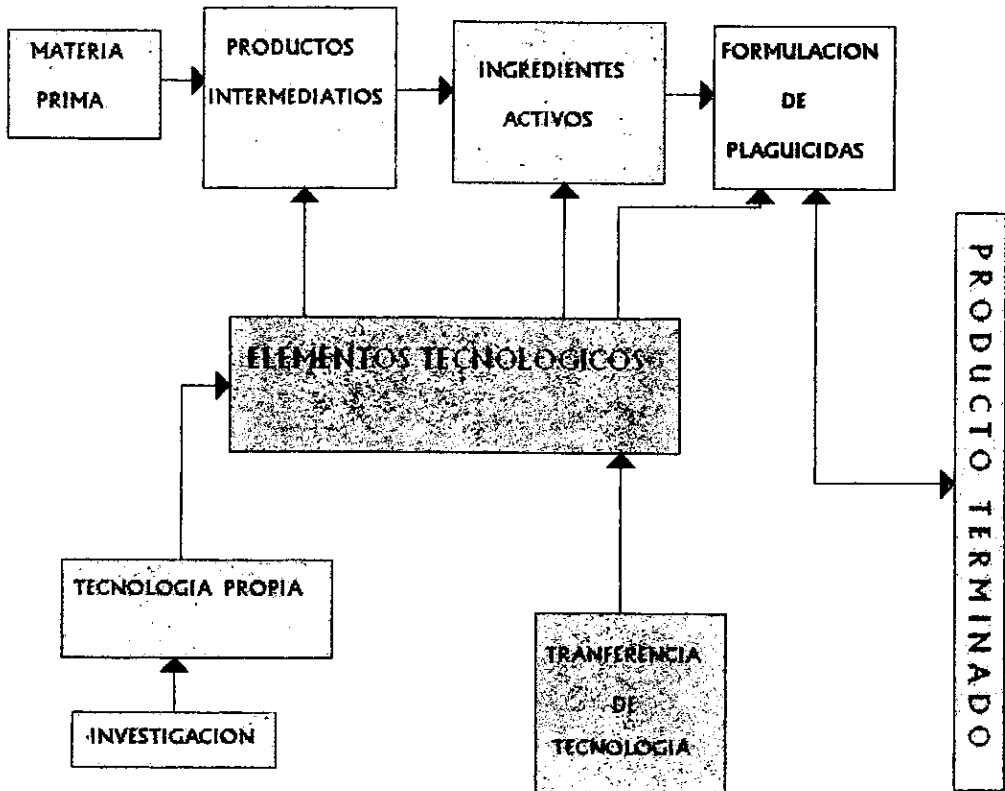 MATERIA
PRIMA
PRODUCTOS
INTERMEDIATIOS
INGREDIENTES
ACTIVOS
FORMULACION
DE
PLAGUICIDAS
ELEMENTOS TECNOLOGICOS
TECNOLOGIA PROPIA
INVESTIGACION
TRANFERENCIA
DE
TECNOLOGIA
PRODUCTO TERMINADO